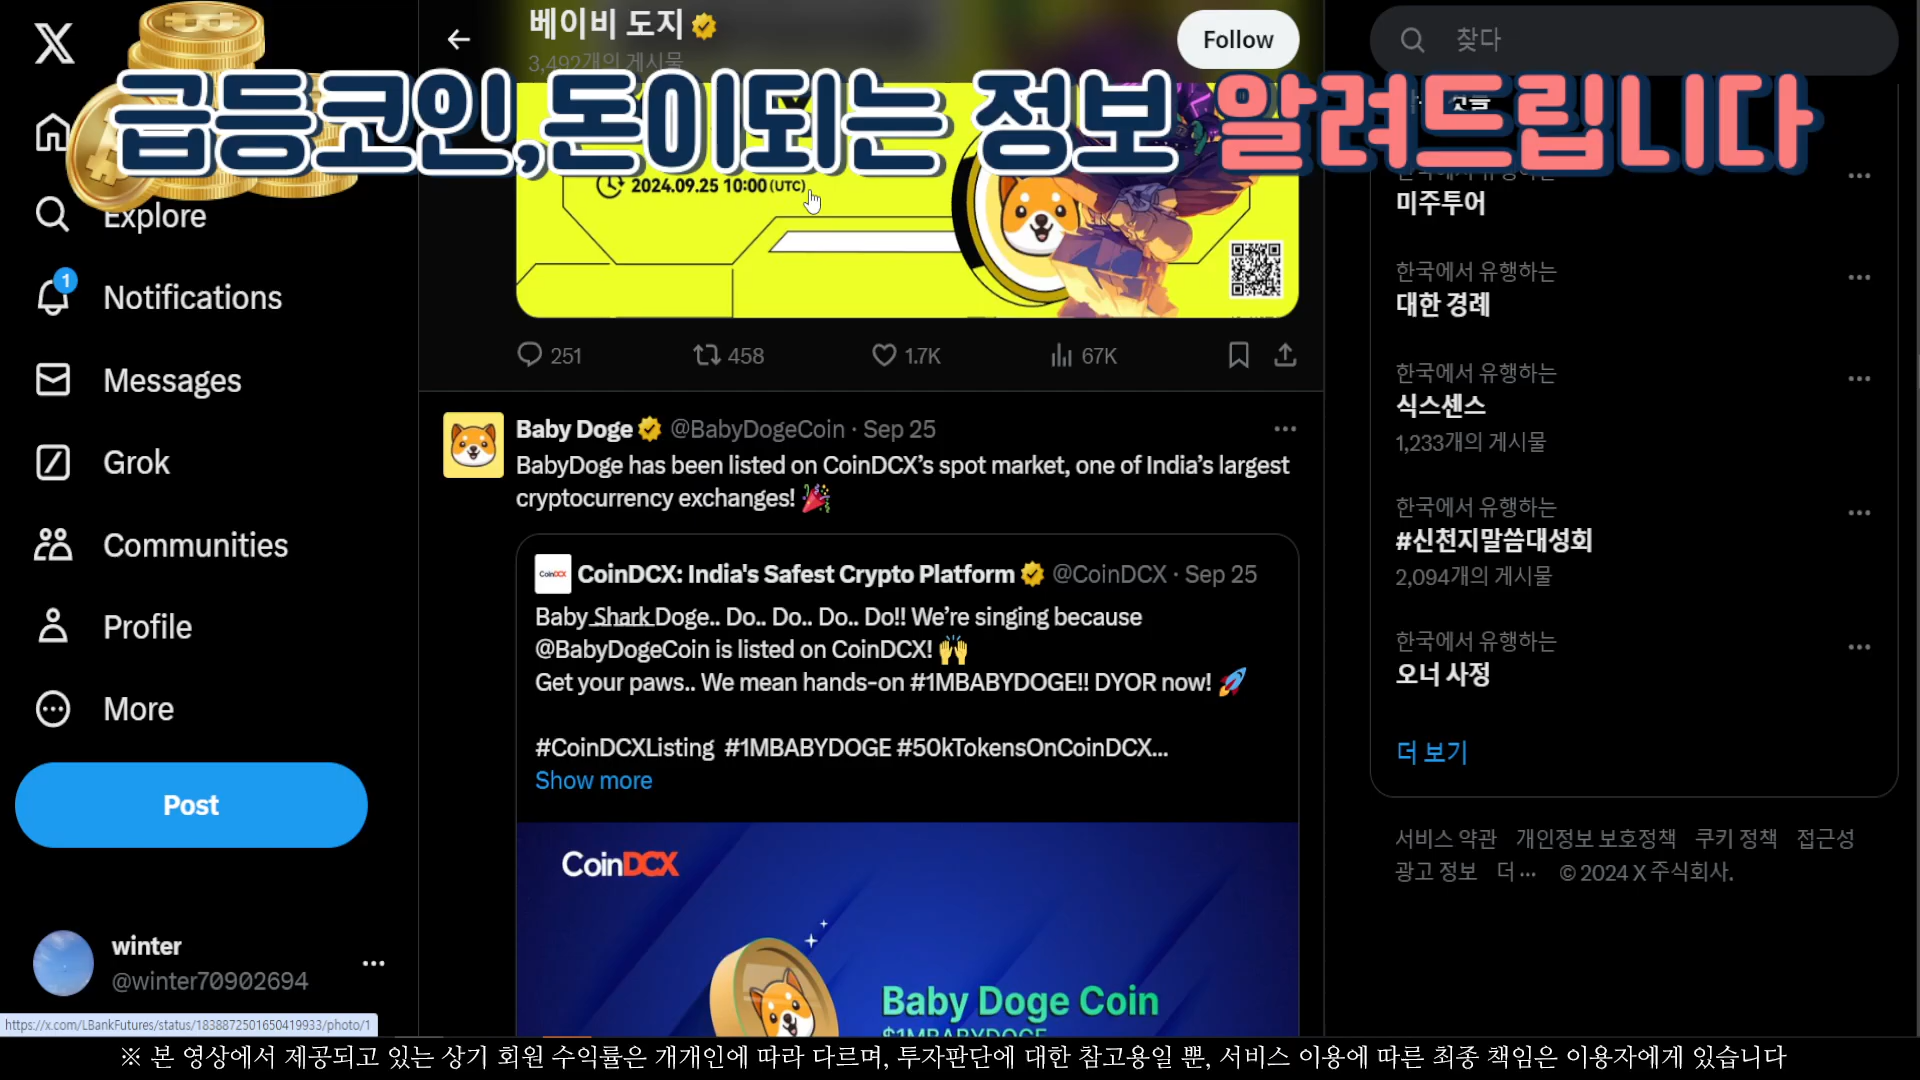 베이비 도지
3,492개의 게시물
Follow
찾다
급등코인,돈이되는 정보 알려드립니다
2024.09.25 10:00 (UTC)
Explore
1
Notifications
Messages
Grok
Communities
Profile
More
Post
winter
@winter70902694
https://x.com/LBankFutures/status/1838872501650419933/photo/1
251
458
1.7K
67K
Baby Doge @BabyDogeCoin · Sep 25
BabyDoge has been listed on CoinDCX’s spot market, one of India’s largest
cryptocurrency exchanges! 🎉
CoinDCX
CoinDCX: India's Safest Crypto Platform @CoinDCX · Sep 25
Baby Shark Doge.. Do.. Do.. Do.. Do!! We’re singing because
@BabyDogeCoin is listed on CoinDCX! 🙌
Get your paws.. We mean hands-on #1MBABYDOGE!! DYOR now! 🚀
#CoinDCXListing #1MBABYDOGE #50kTokensOnCoinDCX...
Show more
CoinDCX
Baby Doge Coin
$1MBABYDOGE
미주투어
한국에서 유행하는
대한 경례
한국에서 유행하는
식스센스
1,233개의 게시물
한국에서 유행하는
#신천지말씀대성회
2,094개의 게시물
한국에서 유행하는
오너 사정
더 보기
서비스 약관 개인정보 보호정책 쿠키 정책 접근성
광고 정보 더 ··· © 2024 X 주식회사.
※ 본 영상에서 제공되고 있는 상기 회원 수익률은 개개인에 따라 다르며, 투자판단에 대한 참고용일 뿐, 서비스 이용에 따른 최종 책임은 이용자에게 있습니다